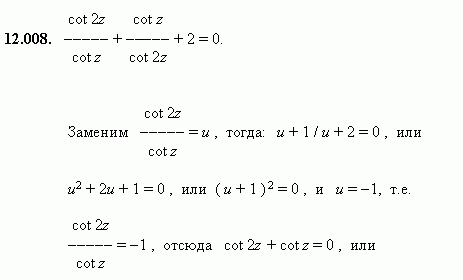 cot 2z cot z
12.008. ––––– + ––––– + 2 = 0.
cot z cot 2z
cot 2z
Заменим ––––– = u , тогда: u + 1 / u + 2 = 0 , или
cot z
u² + 2u + 1 = 0 , или ( u + 1 )² = 0 , и u = –1, т.е.
cot 2z
––––– = –1 , отсюда cot 2z + cot z = 0 , или
cot z